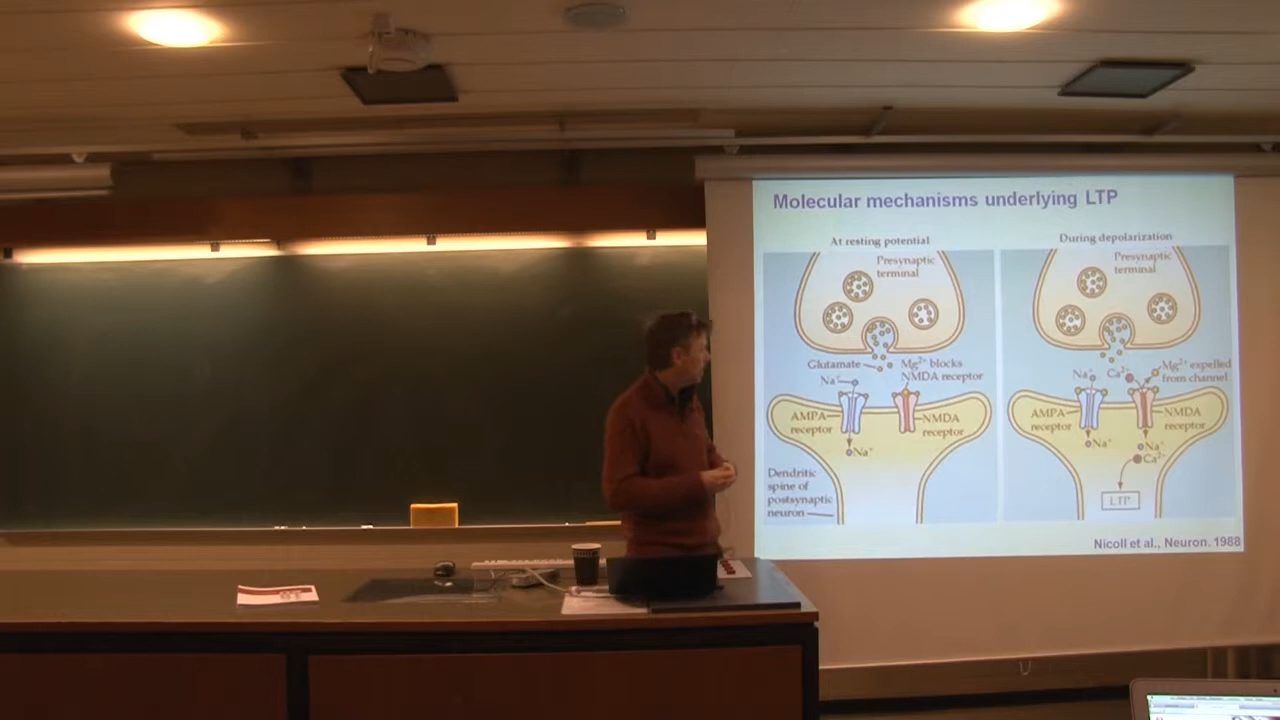 Molecular mechanisms underlying LTP
At resting potential
Presynaptic
terminal
Glutamate
Mg2+ blocks
NMDA receptor
Na+
AMPA
receptor
NMDA
receptor
Na+
Dendritic
spine of
postsynaptic
neuron
During depolarization
Presynaptic
terminal
Na+
Ca2+
Mg2+ expelled
from channel
AMPA
receptor
NMDA
receptor
Na+
Na+
Ca2+
LTP
Nicoll et al., Neuron. 1988